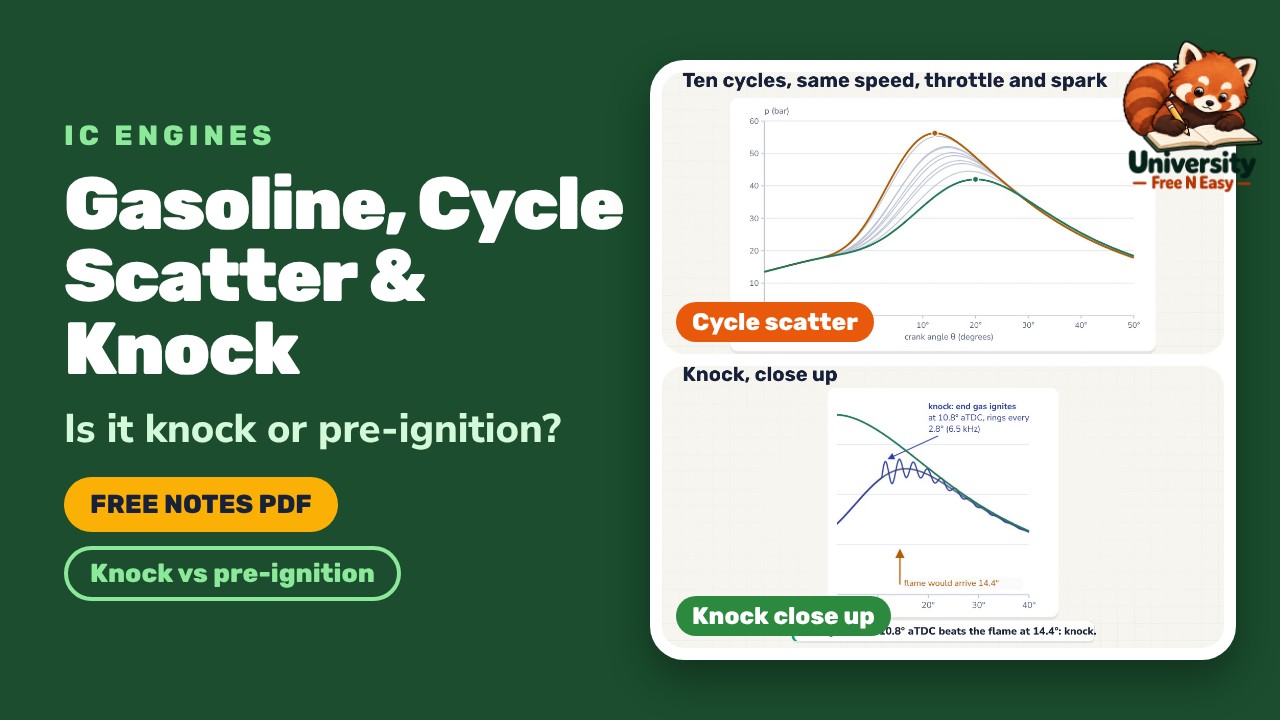 IC ENGINES
Gasoline, Cycle
Scatter &
Knock
Is it knock or pre-ignition?
FREE NOTES PDF
Knock vs pre-ignition
Ten cycles, same speed, throttle and spark
p (bar)
60
50
40
30
20
10
10° 20° 30° 40° 50°
crank angle θ (degrees)
Cycle scatter
University
Free N Easy
Knock, close up
knock: end gas ignites
at 10.8° aTDC, rings every
2.8° (6.5 kHz)
flame would arrive 14.4°
20° 30° 40°
Knock close up
10.8° aTDC beats the flame at 14.4°: knock.